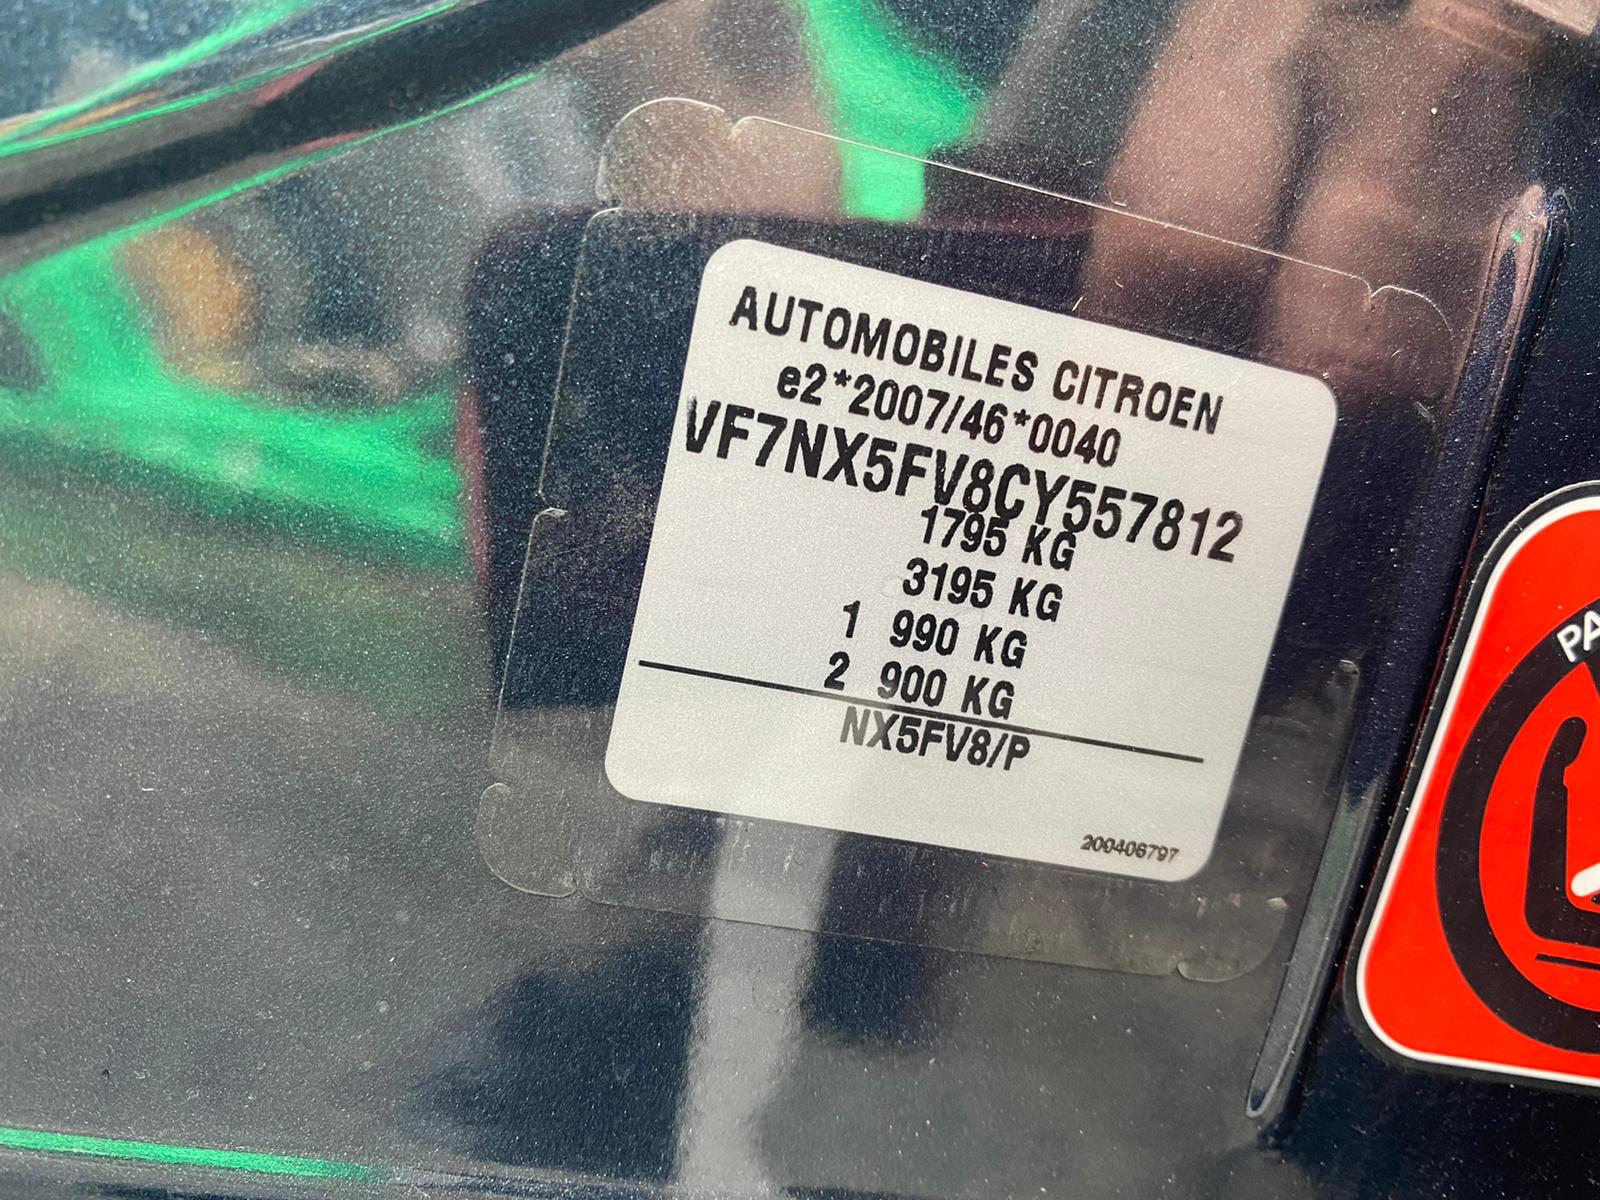 AUTOMOBILES CITROEN
e2*2007/46*0040
VF7NX5FV8CY557812
1795 KG
3195 KG
1 990 KG
2 900 KG
NX5FV8/P
200406797
PA